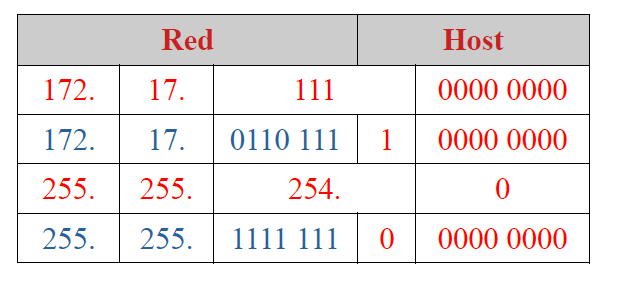 Red Host
172. 17. 111 0000 0000
172. 17. 0110 111 1 0000 0000
255. 255. 254. 0
255. 255. 1111 111 0 0000 0000